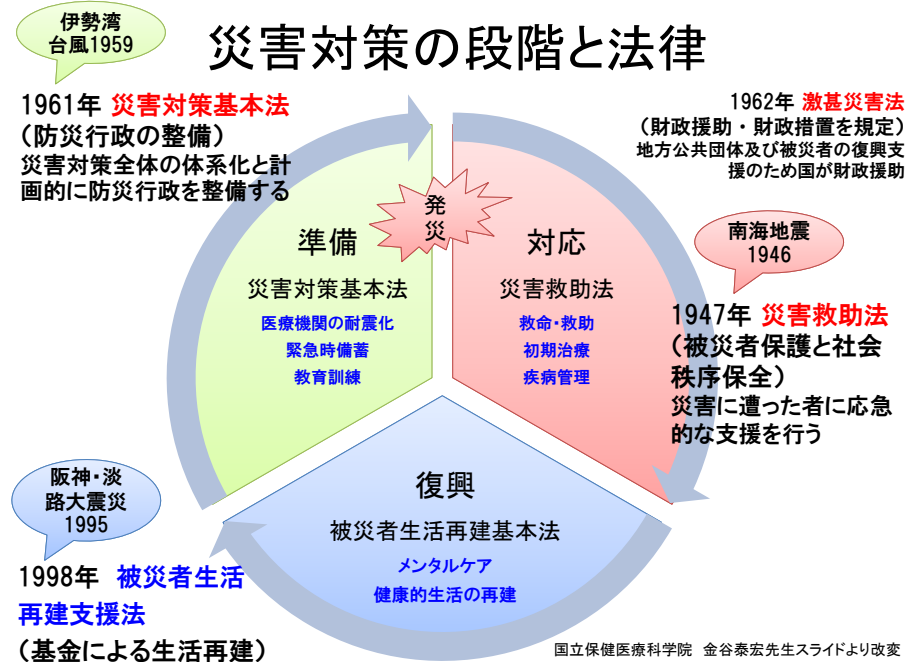 災害対策の段階と法律
伊勢湾
台風1959
1961年 災害対策基本法
（防災行政の整備）
災害対策全体の体系化と計
画的に防災行政を整備する
1962年 激甚災害法
（財政援助・財政措置を規定）
地方公共団体及び被災者の復興支
援のため国が財政援助
発
災
準備
災害対策基本法
医療機関の耐震化
緊急時備蓄
教育訓練
対応
災害救助法
救命・救助
初期治療
疾病管理
南海地震
1946
1947年 災害救助法
（被災者保護と社会
秩序保全）
災害に遭った者に応急
的な支援を行う
復興
被災者生活再建基本法
メンタルケア
健康的生活の再建
阪神・淡
路大震災
1995
1998年 被災者生活
再建支援法
（基金による生活再建）
国立保健医療科学院 金谷泰宏先生スライドより改変